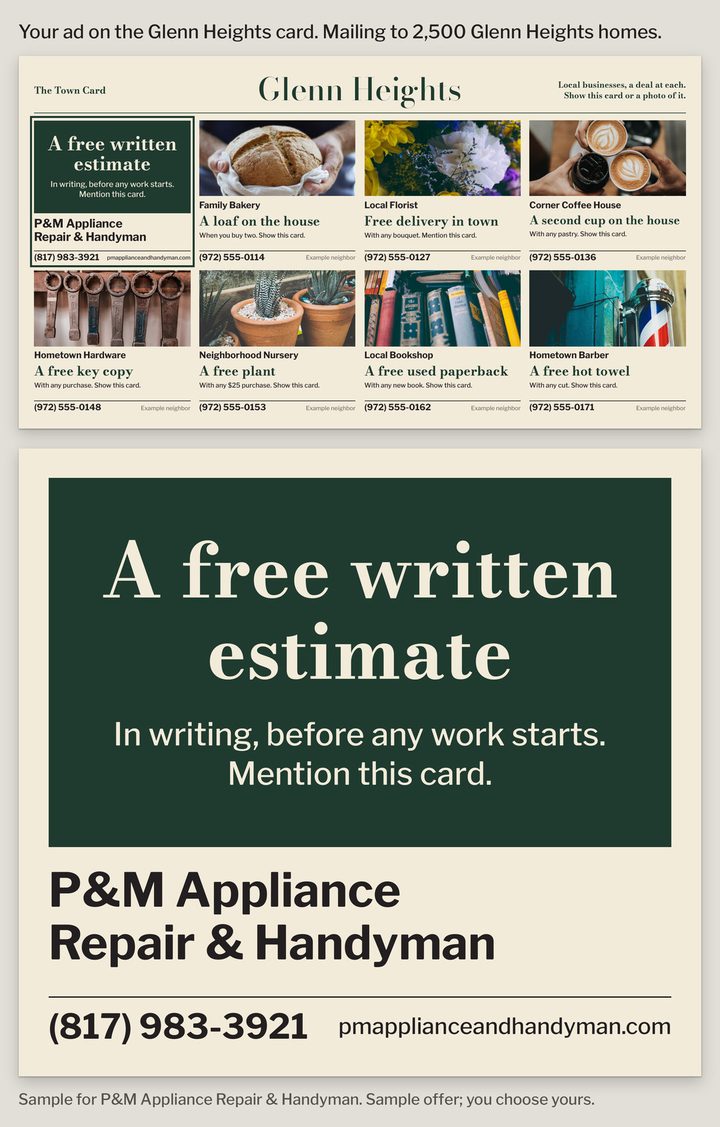 Your ad on the Glenn Heights card. Mailing to 2,500 Glenn Heights homes.
The Town Card
Glenn Heights
Local businesses, a deal at each.
Show this card or a photo of it.
A free written
estimate
In writing, before any work starts.
Mention this card.
P&M Appliance
Repair & Handyman
(817) 983-3921 pmapplianceandhandyman.com
Family Bakery
A loaf on the house
When you buy two. Show this card.
(972) 555-0114 Example neighbor
Local Florist
Free delivery in town
With any bouquet. Mention this card.
(972) 555-0127 Example neighbor
Corner Coffee House
A second cup on the house
With any pastry. Show this card.
(972) 555-0136 Example neighbor
Hometown Hardware
A free key copy
With any purchase. Show this card.
(972) 555-0148 Example neighbor
Neighborhood Nursery
A free plant
With any $25 purchase. Show this card.
(972) 555-0153 Example neighbor
Local Bookshop
A free used paperback
With any new book. Show this card.
(972) 555-0162 Example neighbor
Hometown Barber
A free hot towel
With any cut. Show this card.
(972) 555-0171 Example neighbor
A free written
estimate
In writing, before any work starts.
Mention this card.
P&M Appliance
Repair & Handyman
(817) 983-3921 pmapplianceandhandyman.com
Sample for P&M Appliance Repair & Handyman. Sample offer; you choose yours.